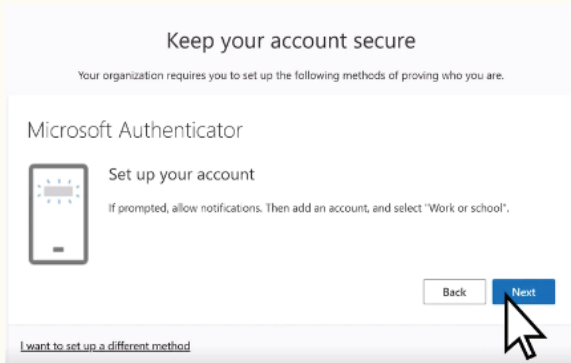 Keep your account secure
Your organization requires you to set up the following methods of proving who you are.
Microsoft Authenticator
Set up your account
If prompted, allow notifications. Then add an account, and select "Work or school".
Back
Next
I want to set up a different method